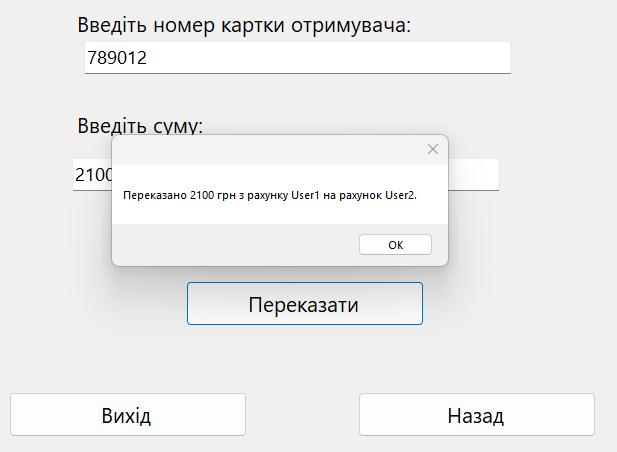 Введіть номер картки отримувача:
789012
Введіть суму:
2100
Переказано 2100 грн з рахунку User1 на рахунок User2.
ОК
Переказати
Вихід
Назад